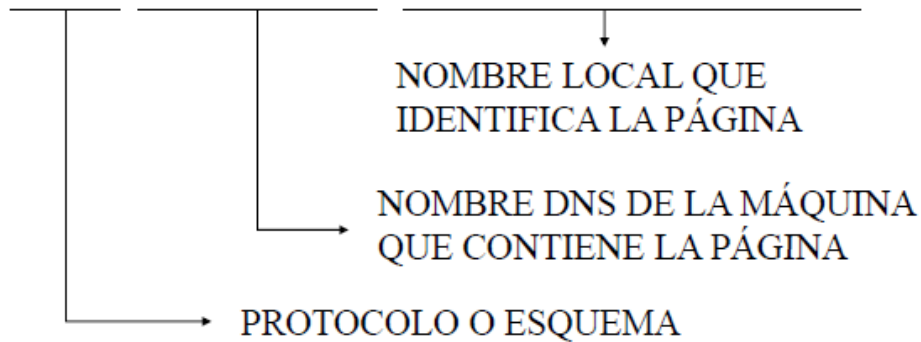 NOMBRE LOCAL QUE
IDENTIFICA LA PÁGINA
NOMBRE DNS DE LA MÁQUINA
QUE CONTIENE LA PÁGINA
PROTOCOLO O ESQUEMA